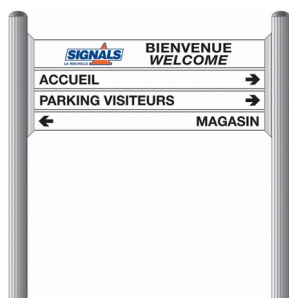 SIGNALS
LA ROCHELLE
BIENVENUE
WELCOME
ACCUEIL →
PARKING VISITEURS →
← MAGASIN